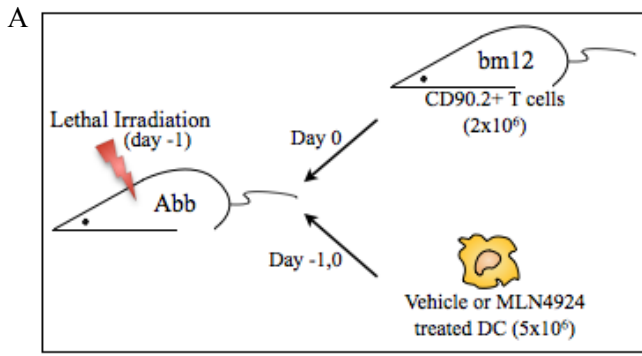 A
bm12
CD90.2+ T cells
(2x10⁶)
Lethal Irradiation
(day -1)
Day 0
Abb
Day -1,0
Vehicle or MLN4924
treated DC (5x10⁶)